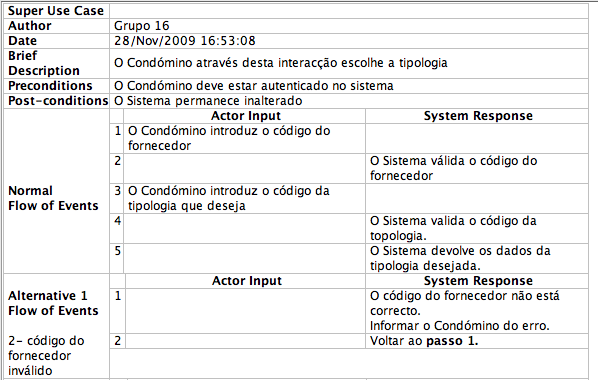 Super Use Case
Author Grupo 16
Date 28/Nov/2009 16:53:08
Brief
Description O Condómino através desta interacção escolhe a tipologia
Preconditions O Condómino deve estar autenticado no sistema
Post-conditions O Sistema permanece inalterado
Normal
Flow of Events
Actor Input System Response
1 O Condómino introduz o código do
fornecedor
2 O Sistema válida o código do
fornecedor
3 O Condómino introduz o código da
tipologia que deseja
4 O Sistema valida o código da
topologia.
5 O Sistema devolve os dados da
tipologia desejada.
Alternative 1
Flow of Events
2- código do
fornecedor
inválido
Actor Input System Response
1 O código do fornecedor não está
correcto.
Informar o Condómino do erro.
2 Voltar ao passo 1.